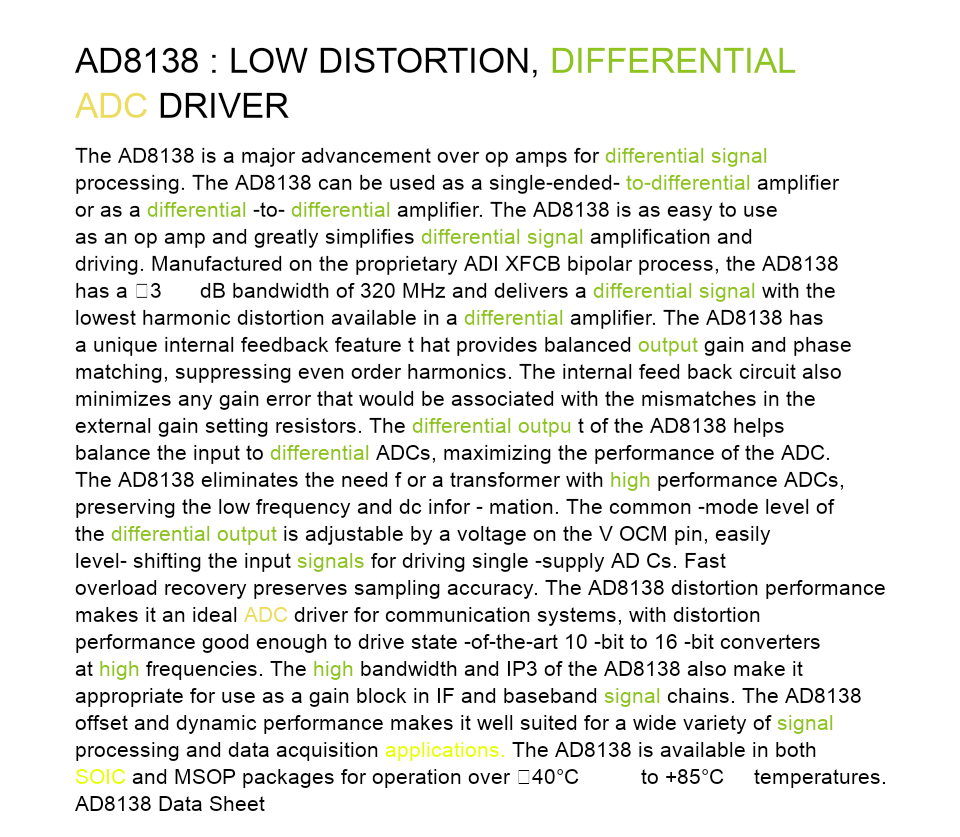 AD8138 : LOW DISTORTION, DIFFERENTIAL
ADC DRIVER
The AD8138 is a major advancement over op amps for differential signal
processing. The AD8138 can be used as a single-ended- to-differential amplifier
or as a differential -to- differential amplifier. The AD8138 is as easy to use
as an op amp and greatly simplifies differential signal amplification and
driving. Manufactured on the proprietary ADI XFCB bipolar process, the AD8138
has a □3 dB bandwidth of 320 MHz and delivers a differential signal with the
lowest harmonic distortion available in a differential amplifier. The AD8138 has
a unique internal feedback feature t hat provides balanced output gain and phase
matching, suppressing even order harmonics. The internal feed back circuit also
minimizes any gain error that would be associated with the mismatches in the
external gain setting resistors. The differential outpu t of the AD8138 helps
balance the input to differential ADCs, maximizing the performance of the ADC.
The AD8138 eliminates the need f or a transformer with high performance ADCs,
preserving the low frequency and dc infor - mation. The common -mode level of
the differential output is adjustable by a voltage on the V OCM pin, easily
level- shifting the input signals for driving single -supply AD Cs. Fast
overload recovery preserves sampling accuracy. The AD8138 distortion performance
makes it an ideal ADC driver for communication systems, with distortion
performance good enough to drive state -of-the-art 10 -bit to 16 -bit converters
at high frequencies. The high bandwidth and IP3 of the AD8138 also make it
appropriate for use as a gain block in IF and baseband signal chains. The AD8138
offset and dynamic performance makes it well suited for a wide variety of signal
processing and data acquisition applications. The AD8138 is available in both
SOIC and MSOP packages for operation over □40°C to +85°C temperatures.
AD8138 Data Sheet